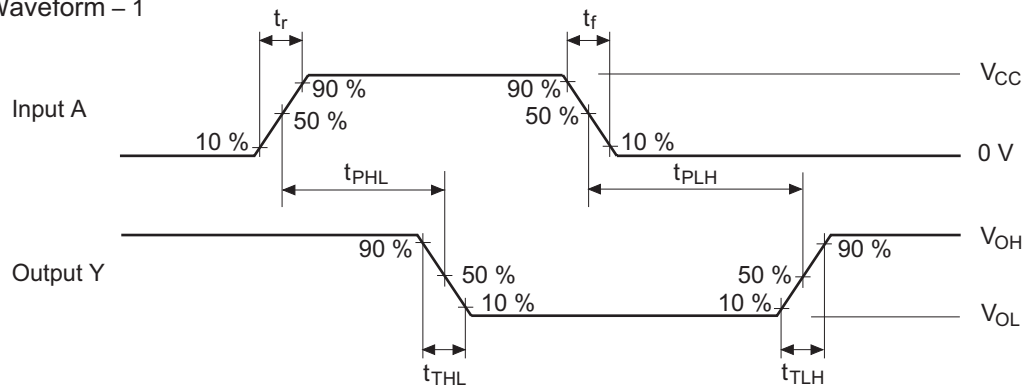 Waveform – 1
tr
tf
VCC
90 %
90 %
Input A
50 %
50 %
10 %
10 %
0 V
tPHL
tPLH
VOH
90 %
90 %
Output Y
50 %
50 %
10 %
10 %
VOL
tTHL
tTLH